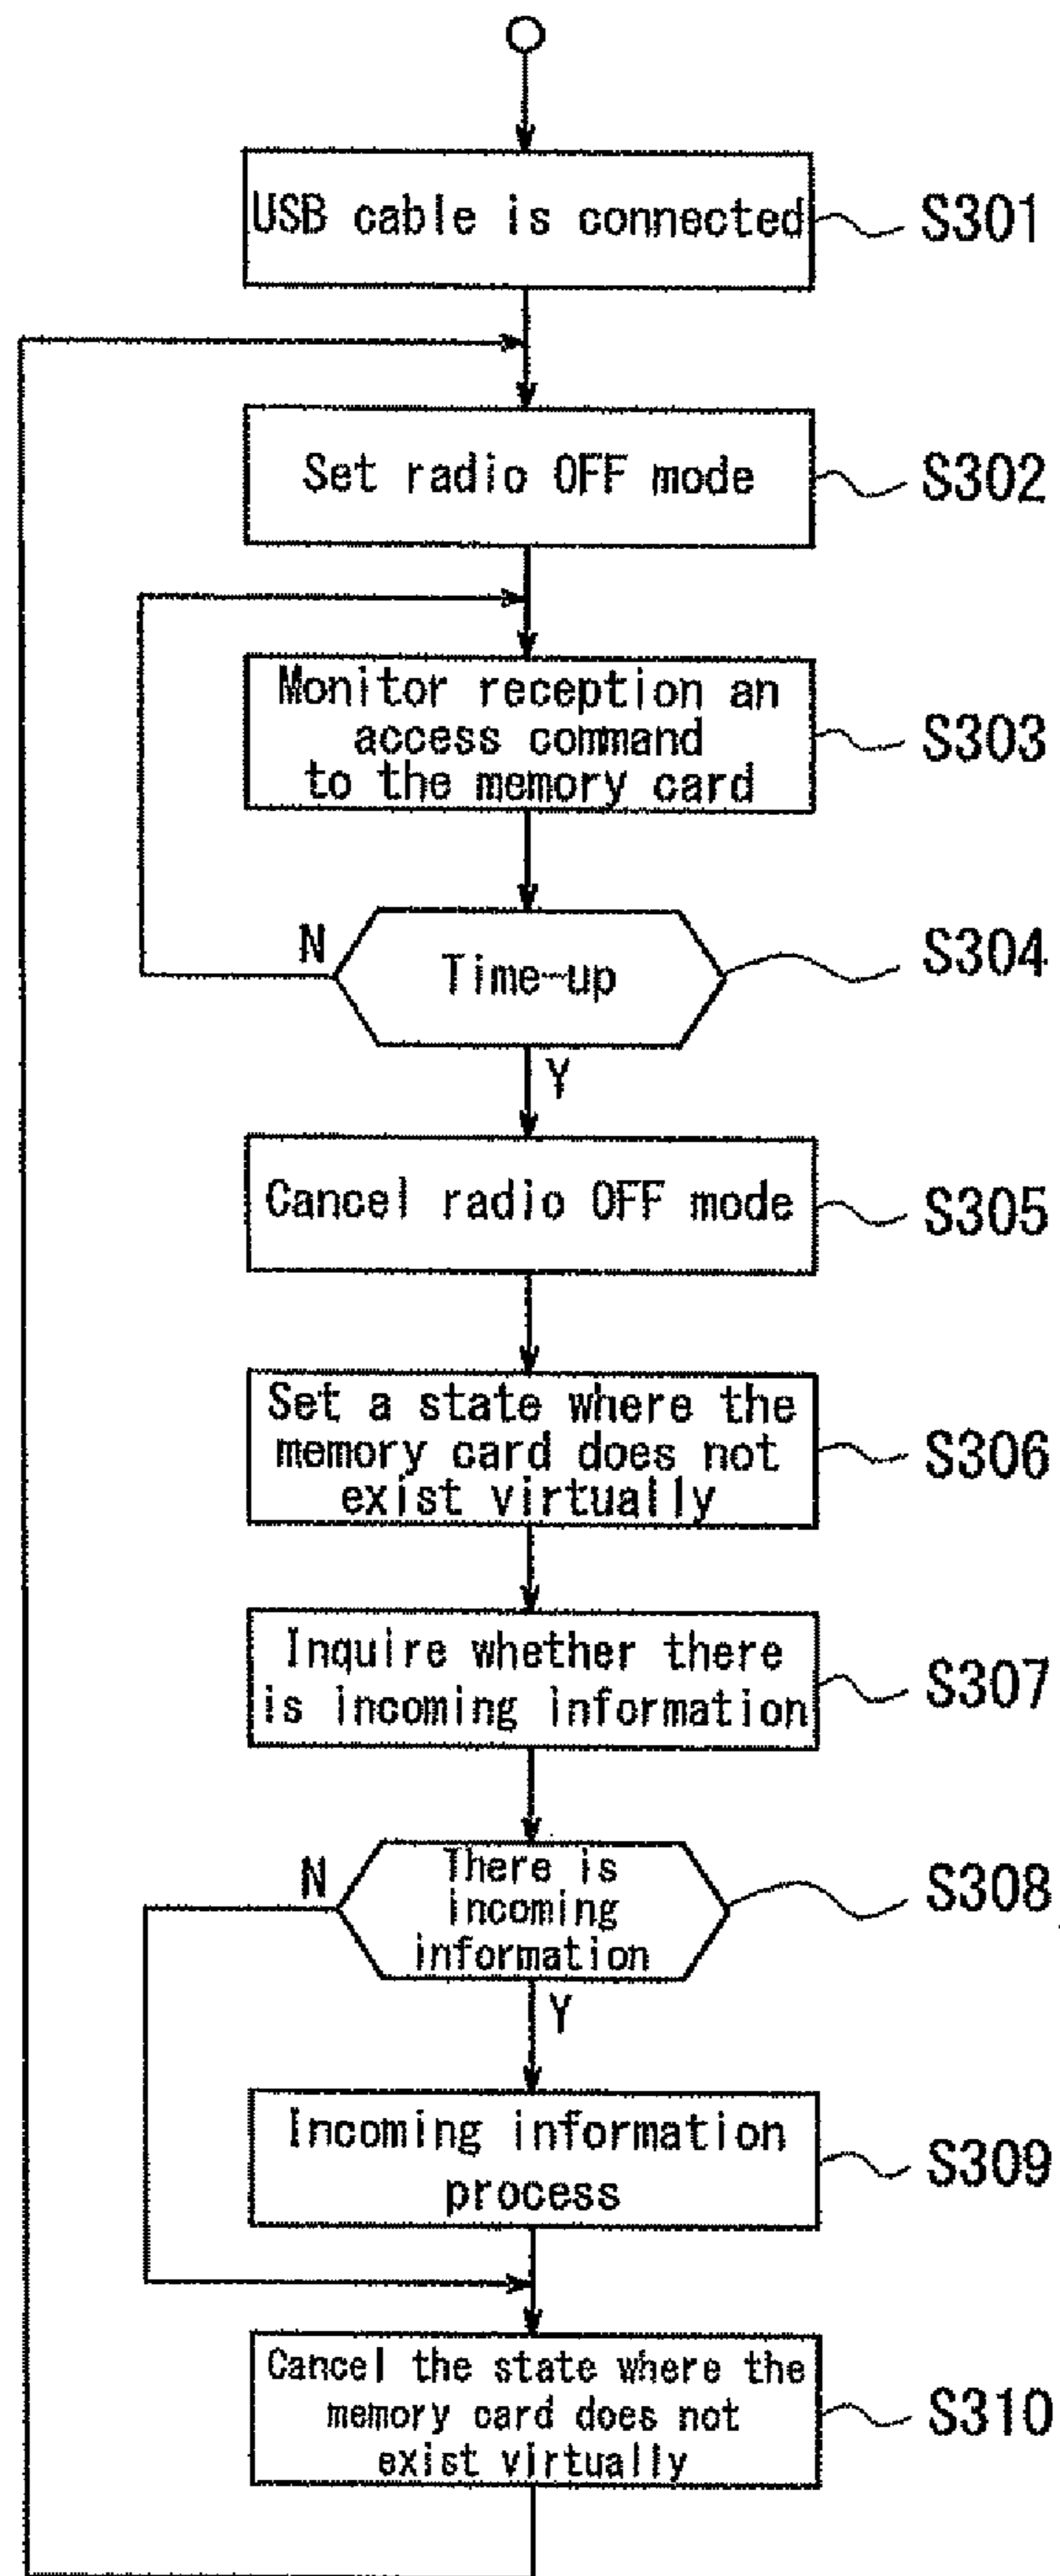 USB cable is connected
S301
Set radio OFF mode
S302
Monitor reception an
access command
to the memory card
S303
N
Time-up
S304
Y
Cancel radio OFF mode
S305
Set a state where the
memory card does not
exist virtually
S306
Inquire whether there
is incoming information
S307
N
There is
incoming
information
S308
Y
Incoming information
process
S309
Cancel the state where the
memory card does not
exist virtually
S310